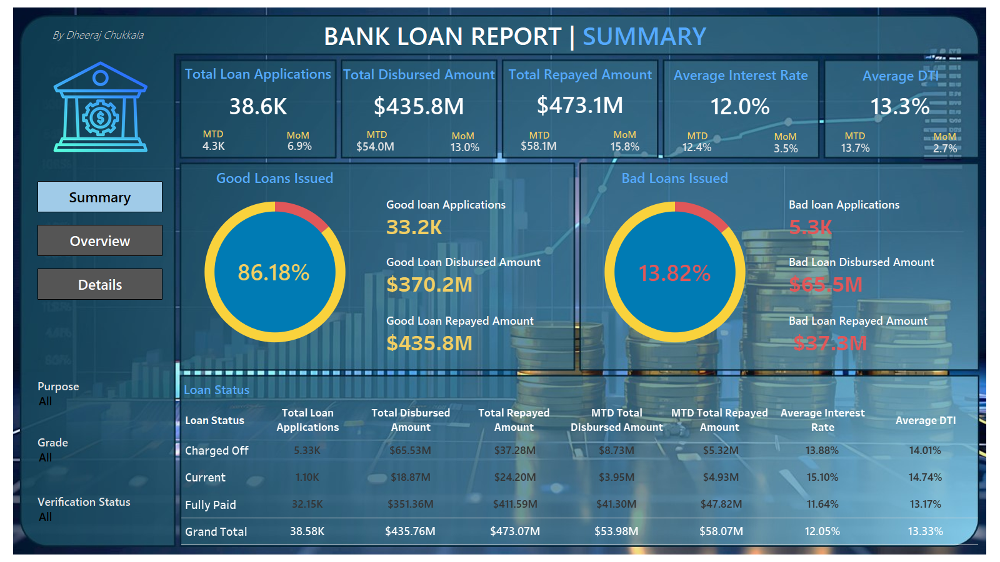 By Dheeraj Chukkala
BANK LOAN REPORT | SUMMARY
Total Loan Applications
38.6K
MTD
4.3K
MoM
6.9%
Total Disbursed Amount
$435.8M
MTD
$54.0M
MoM
13.0%
Total Repayed Amount
$473.1M
MTD
$58.1M
MoM
15.8%
Average Interest Rate
12.0%
MTD
12.4%
MoM
3.5%
Average DTI
13.3%
MTD
13.7%
MoM
2.7%
Summary
Overview
Details
Purpose
All
Grade
All
Verification Status
All
Good Loans Issued
86.18%
Good loan Applications
33.2K
Good Loan Disbursed Amount
$370.2M
Good Loan Repayed Amount
$435.8M
Bad Loans Issued
13.82%
Bad loan Applications
5.3K
Bad Loan Disbursed Amount
$65.5M
Bad Loan Repayed Amount
$37.3M
Loan Status
Loan Status Total Loan Applications Total Disbursed Amount Total Repayed Amount MTD Total Disbursed Amount MTD Total Repayed Amount Average Interest Rate Average DTI
Charged Off 5.33K $65.53M $37.28M $8.73M $5.32M 13.88% 14.01%
Current 1.10K $18.87M $24.20M $3.95M $4.93M 15.10% 14.74%
Fully Paid 32.15K $351.36M $411.59M $41.30M $47.82M 11.64% 13.17%
Grand Total 38.58K $435.76M $473.07M $53.98M $58.07M 12.05% 13.33%